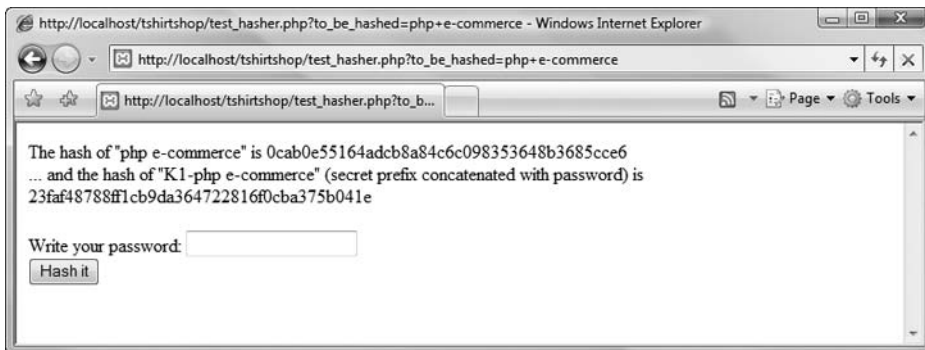 http://localhost/tshirtshop/test_hasher.php?to_be_hashed=php+e-commerce - Windows Internet Explorer
http://localhost/tshirtshop/test_hasher.php?to_be_hashed=php+e-commerce
http://localhost/tshirtshop/test_hasher.php?to_b...
Page
Tools
The hash of "php e-commerce" is 0cab0e55164adcb8a84c6c098353648b3685cce6
... and the hash of "K1-php e-commerce" (secret prefix concatenated with password) is
23faf48788ff1cb9da364722816f0cba375b041e
Write your password:
Hash it